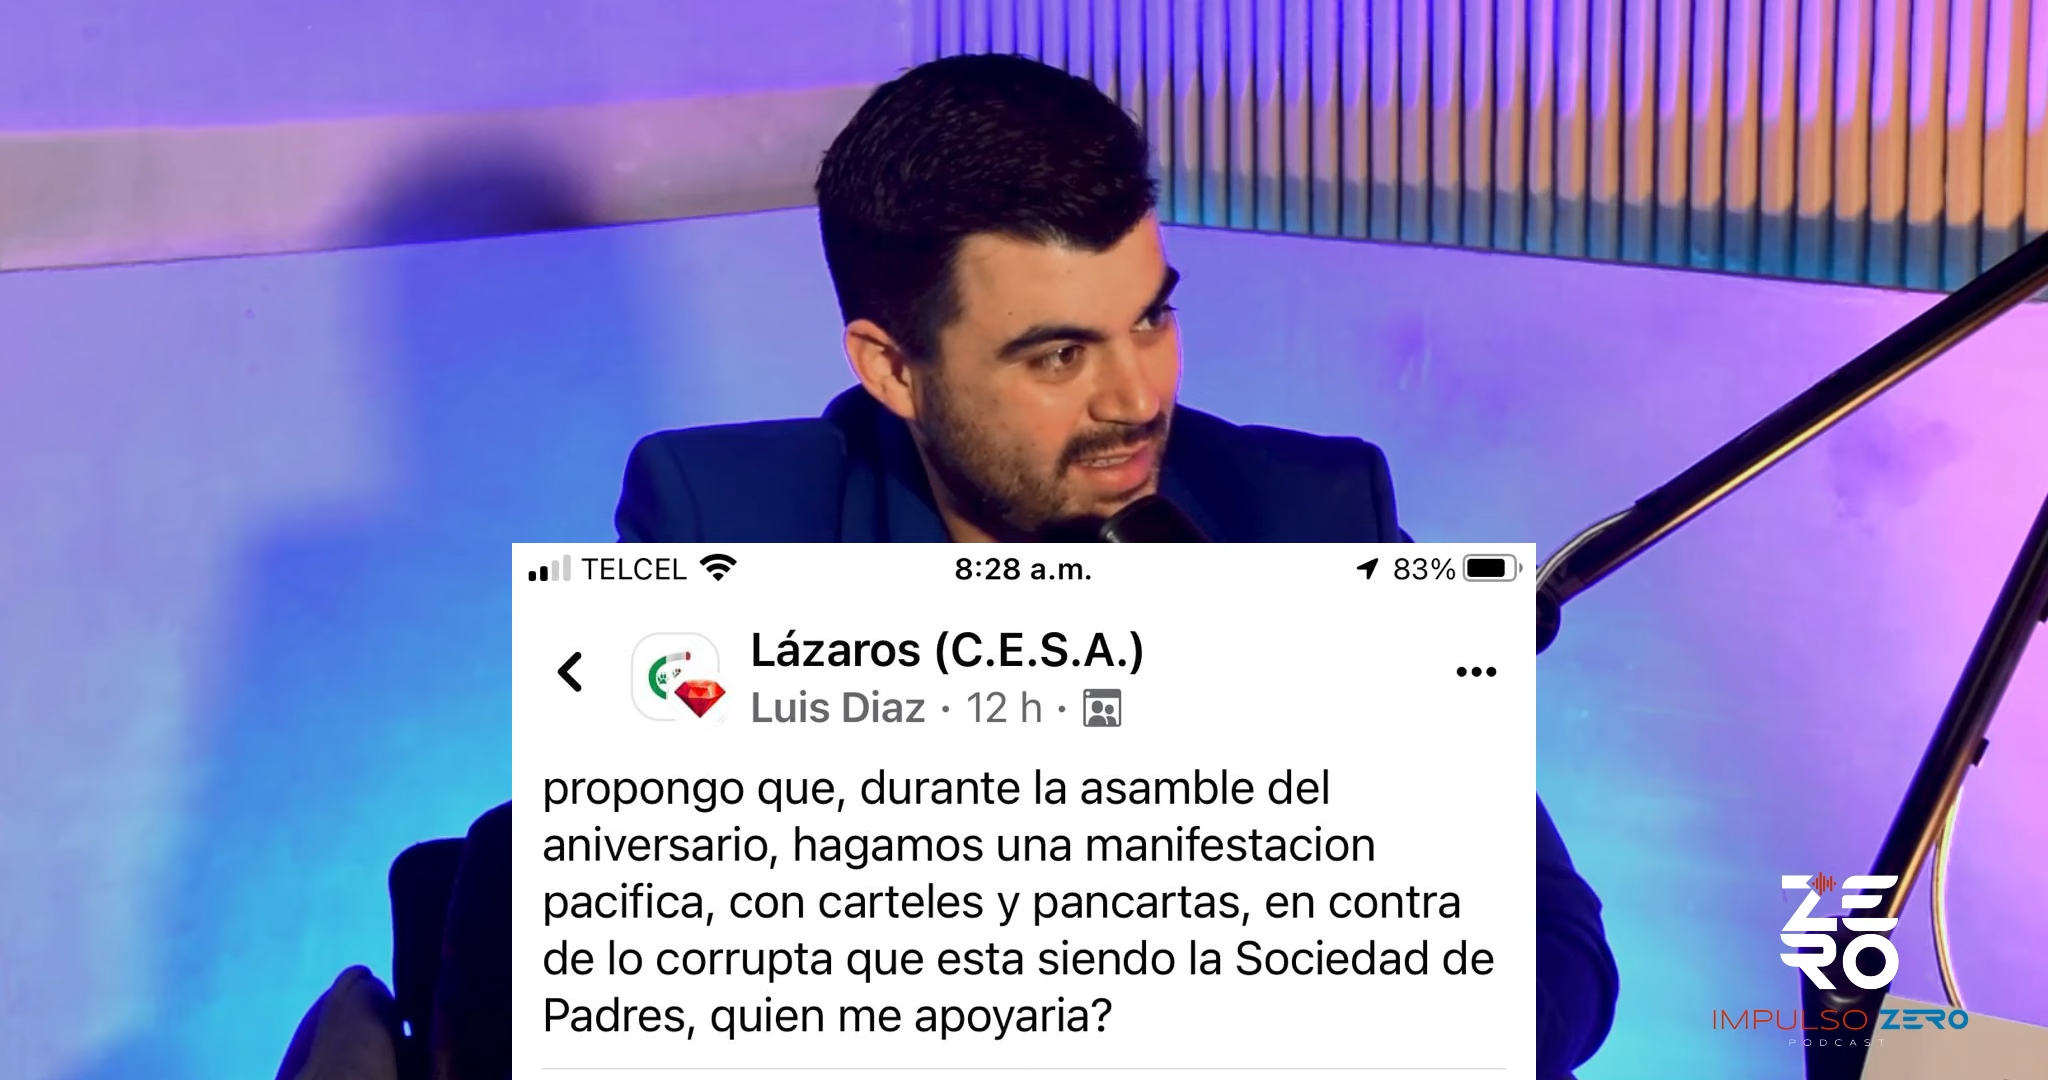 TELCEL 8:28 a.m. 83%
Lázaros (C.E.S.A.)
Luis Diaz · 12 h ·
propongo que, durante la asamble del
aniversario, hagamos una manifestacion
pacifica, con carteles y pancartas, en contra
de lo corrupta que esta siendo la Sociedad de
Padres, quien me apoyaria?
ZE
RO
IMPULSO ZERO
PODCAST